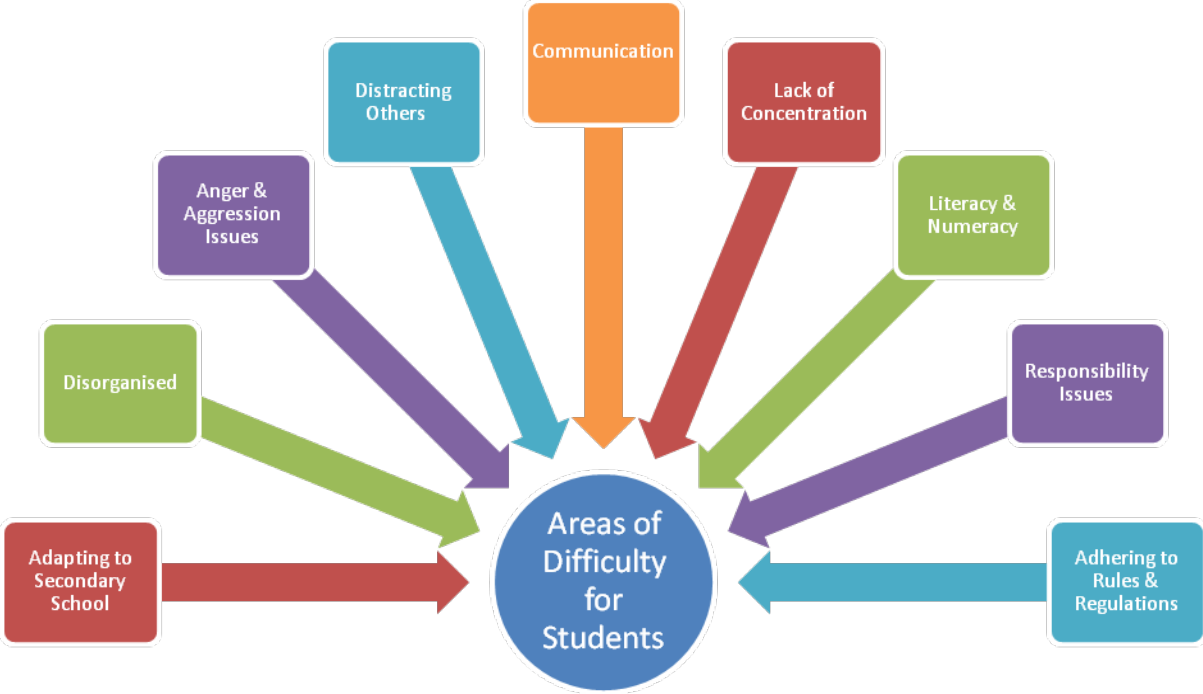 Communication
Distracting
Others
Lack of
Concentration
Anger &
Aggression
Issues
Literacy &
Numeracy
Disorganised
Responsibility
Issues
Adapting to
Secondary
School
Areas of
Difficulty
for
Students
Adhering to
Rules &
Regulations